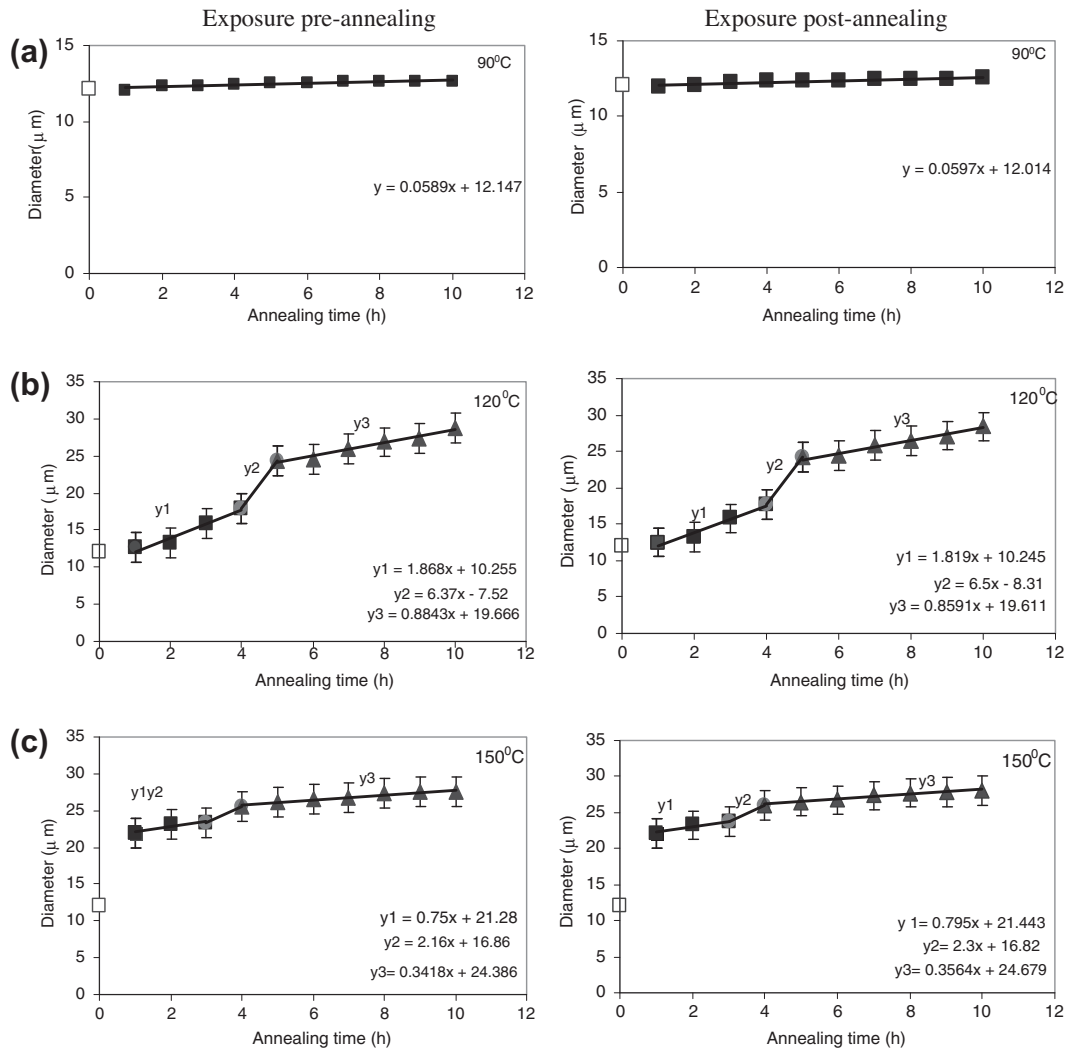 Exposure pre-annealing
Exposure post-annealing
(a)
15
10
5
0
0 2 4 6 8 10 12
Diameter(μm)
Annealing time (h)
90⁰C
y = 0.0589x + 12.147
15
10
5
0
0 2 4 6 8 10 12
Diameter (μm)
Annealing time (h)
90⁰C
y = 0.0597x + 12.014
(b)
35
30
25
20
15
10
5
0
0 2 4 6 8 10 12
Diameter (μm)
Annealing time (h)
120⁰C
y1
y2
y3
y1 = 1.868x + 10.255
y2 = 6.37x - 7.52
y3 = 0.8843x + 19.666
35
30
25
20
15
10
5
0
0 2 4 6 8 10 12
Diameter (μm)
Annealing time (h)
120⁰C
y1
y2
y3
y1 = 1.819x + 10.245
y2 = 6.5x - 8.31
y3 = 0.8591x + 19.611
(c)
35
30
25
20
15
10
5
0
0 2 4 6 8 10 12
Diameter (μm)
Annealing time (h)
150⁰C
y1y2
y3
y1 = 0.75x + 21.28
y2 = 2.16x + 16.86
y3= 0.3418x + 24.386
35
30
25
20
15
10
5
0
0 2 4 6 8 10 12
Diameter (μm)
Annealing time (h)
150⁰C
y1
y2
y3
y 1= 0.795x + 21.443
y2= 2.3x + 16.82
y3= 0.3564x + 24.679